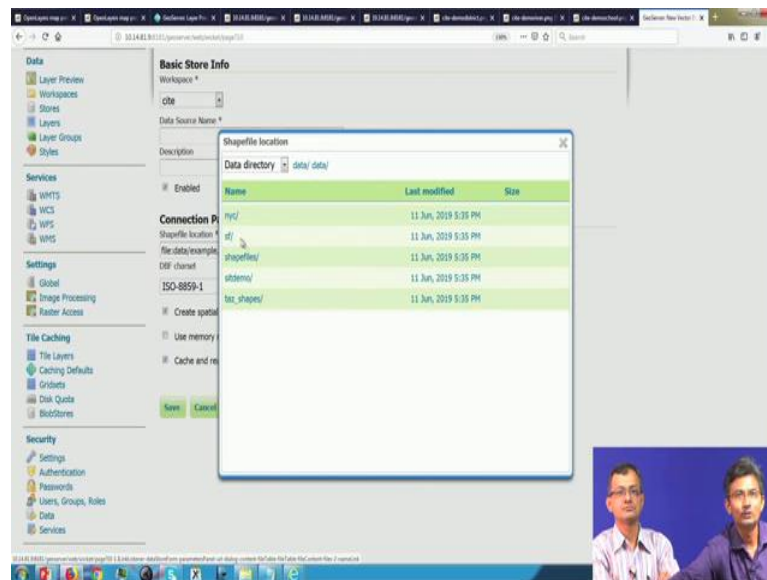 Data
Layer Preview
Workspaces
Stores
Layers
Layer Groups
Styles
Services
WMTS
WCS
WFS
WMS
Settings
Global
Image Processing
Raster Access
Tile Caching
Tile Layers
Caching Defaults
Gridsets
Disk Quota
BlobStores
Security
Settings
Authentication
Passwords
Users, Groups, Roles
Data
Services
Basic Store Info
Workspace *
cite
Data Source Name *
Description
Enabled
Connection P
Shapefile location *
file:data/example.
DBF charset
ISO-8859-1
Create spatial
Use memory
Cache and re
Save Cancel
Shapefile location
Data directory data/ data/
Name Last modified Size
nyc/ 11 Jun, 2019 5:35 PM
sf/ 11 Jun, 2019 5:35 PM
shapefiles/ 11 Jun, 2019 5:35 PM
sitdemo/ 11 Jun, 2019 5:35 PM
taz_shapes/ 11 Jun, 2019 5:35 PM